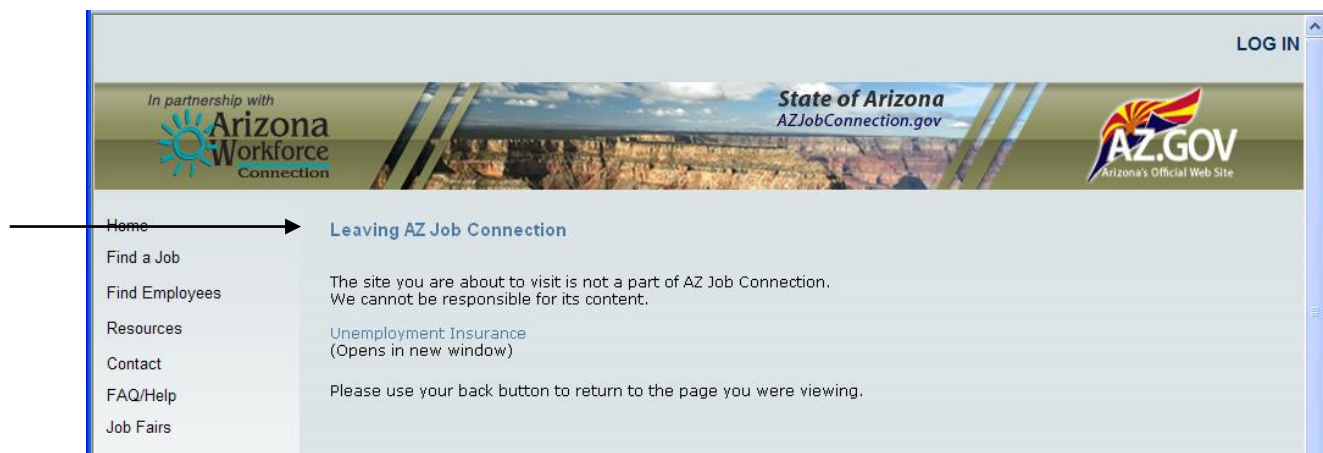 LOG IN
In partnership with
Arizona
Workforce
Connection
State of Arizona
AZJobConnection.gov
AZ.GOV
Arizona's Official Web Site
Home
Find a Job
Find Employees
Resources
Contact
FAQ/Help
Job Fairs
Leaving AZ Job Connection
The site you are about to visit is not a part of AZ Job Connection.
We cannot be responsible for its content.
Unemployment Insurance
(Opens in new window)
Please use your back button to return to the page you were viewing.